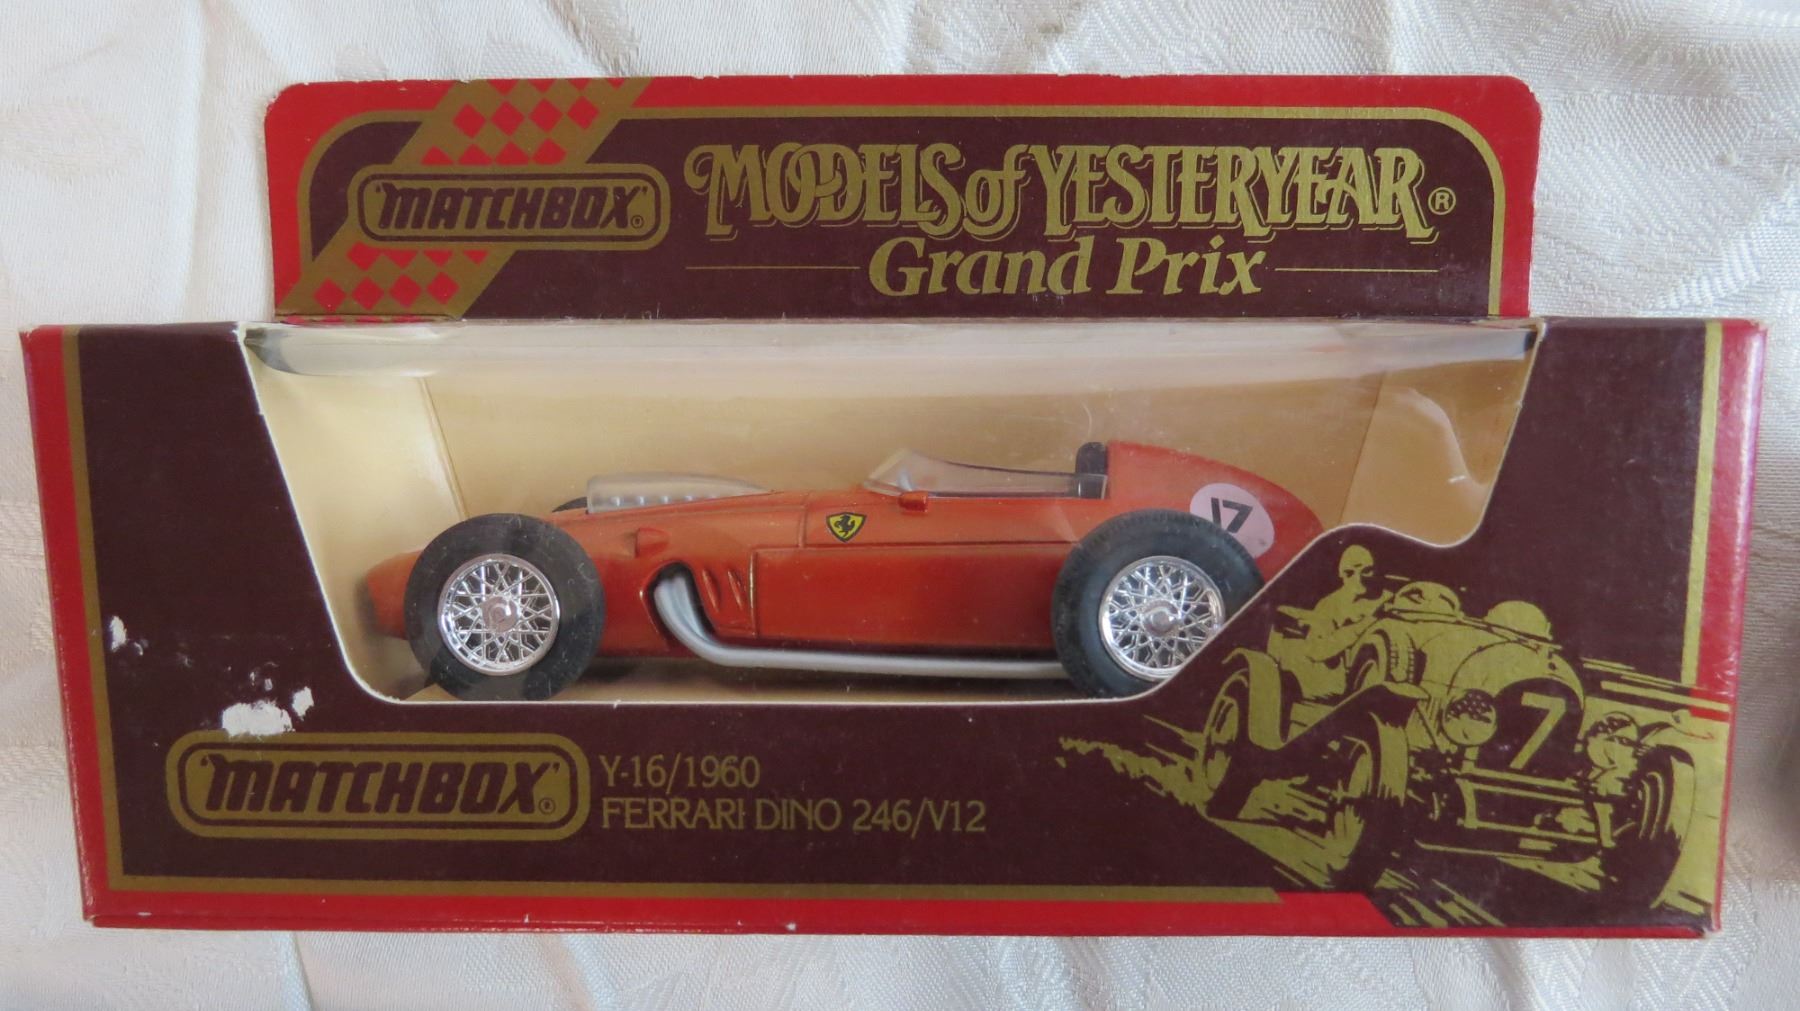 MATCHBOX®
MODELS of YESTERYEAR®
Grand Prix
17
7
MATCHBOX®
Y-16/1960
FERRARI DINO 246/V12